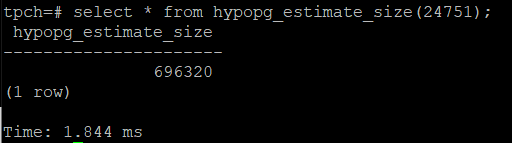 tpch=# select * from hypopg_estimate_size(24751);
 hypopg_estimate_size
----------------------
               696320
(1 row)
Time: 1.844 ms